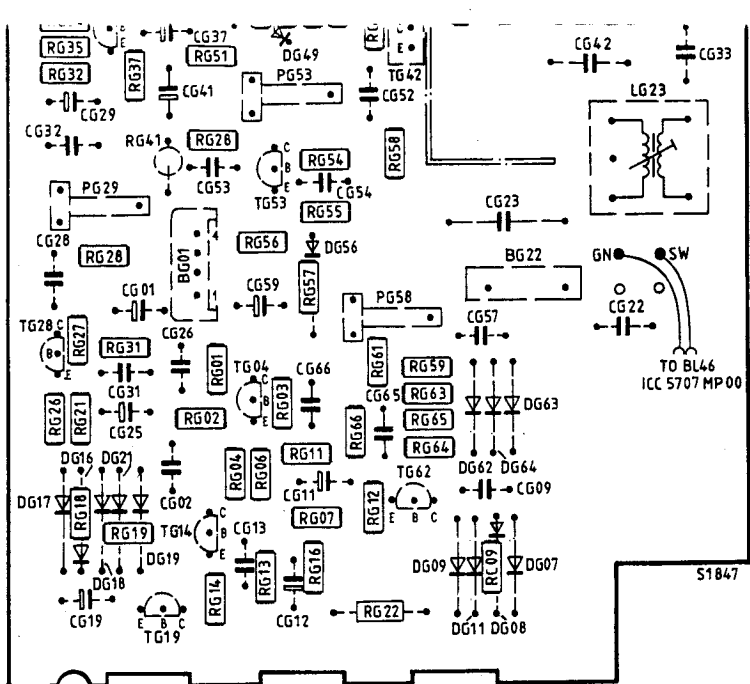 RG35
E
CG37
RG51
DG49
E
TG42
CG42
CG33
RG32
RG37
CG41
PG53
CG52
LG23
CG29
CG32
RG41
RG28
C
B
E
TG53
RG54
RG58
CG53
CG54
PG29
RG55
CG23
CG28
RG28
BG01
4
1
RG56
DG56
BG22
GN
SW
CG01
CG59
RG57
PG58
CG22
TG28
C
B
E
RG27
CG26
CG57
TO BL46
ICC 5707 MP00
RG31
RG01
TG04
C
B
E
RG03
CG66
RG61
RG59
RG63
RG65
RG64
CG65
DG63
RG26
RG21
CG31
CG25
RG02
RG66
DG16
DG21
RG04
RG06
RG11
DG62
DG64
TG62
E
B
C
CG09
DG17
RG18
CG02
CG11
RG12
RG19
TG14
C
B
E
CG13
RG07
DG18
DG19
RG13
RG16
DG09
RC09
DG07
S1847
CG19
E
B
C
TG19
RG14
CG12
RG22
DG11
DG08